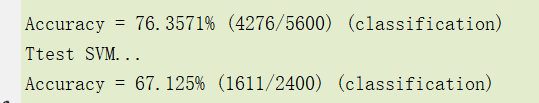 Accuracy = 76.3571% (4276/5600) (classification)
Ttest SVM...
Accuracy = 67.125% (1611/2400) (classification)